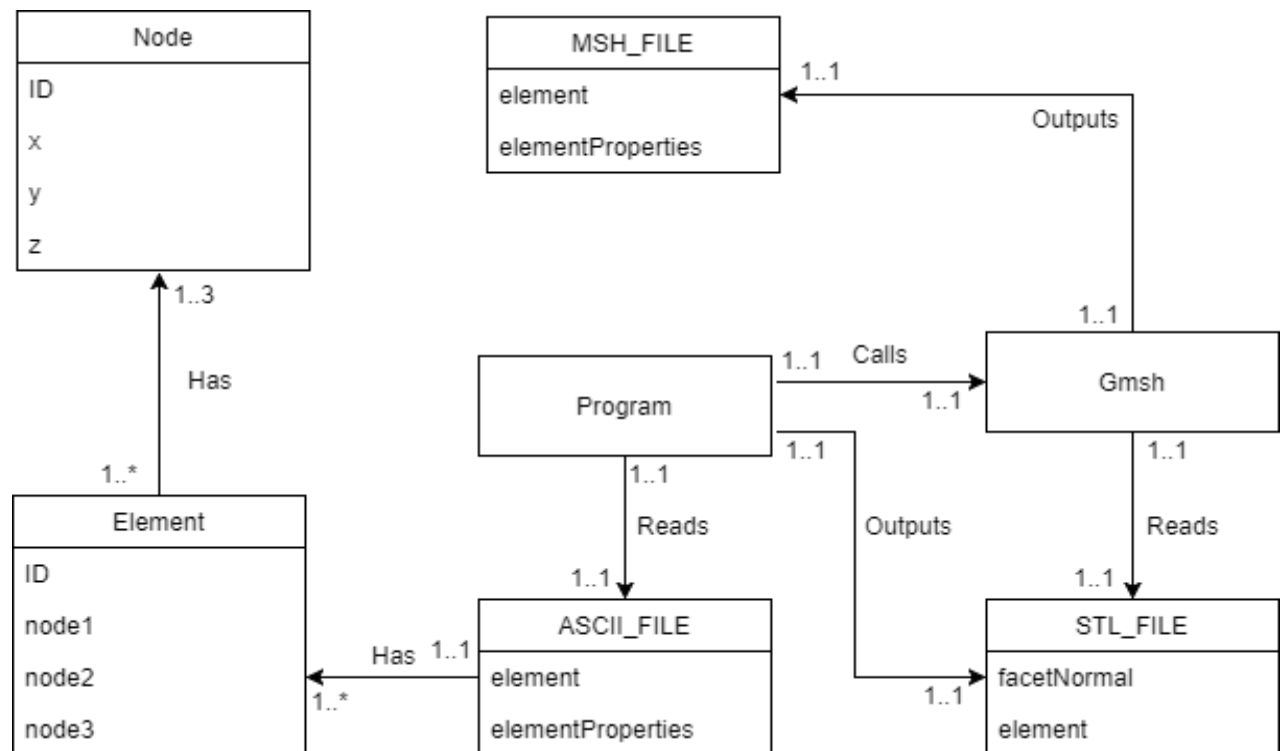 Node
ID
x
y
z
MSH_FILE
element
elementProperties
1..1
Outputs
1..3
Has
1..*
1..1
Program
1..1
Calls
1..1
Gmsh
1..1
1..1
1..1
Reads
Outputs
Reads
1..1
1..1
Element
ID
node1
node2
node3
Has
1..1
1..*
ASCII_FILE
element
elementProperties
1..1
STL_FILE
facetNormal
element